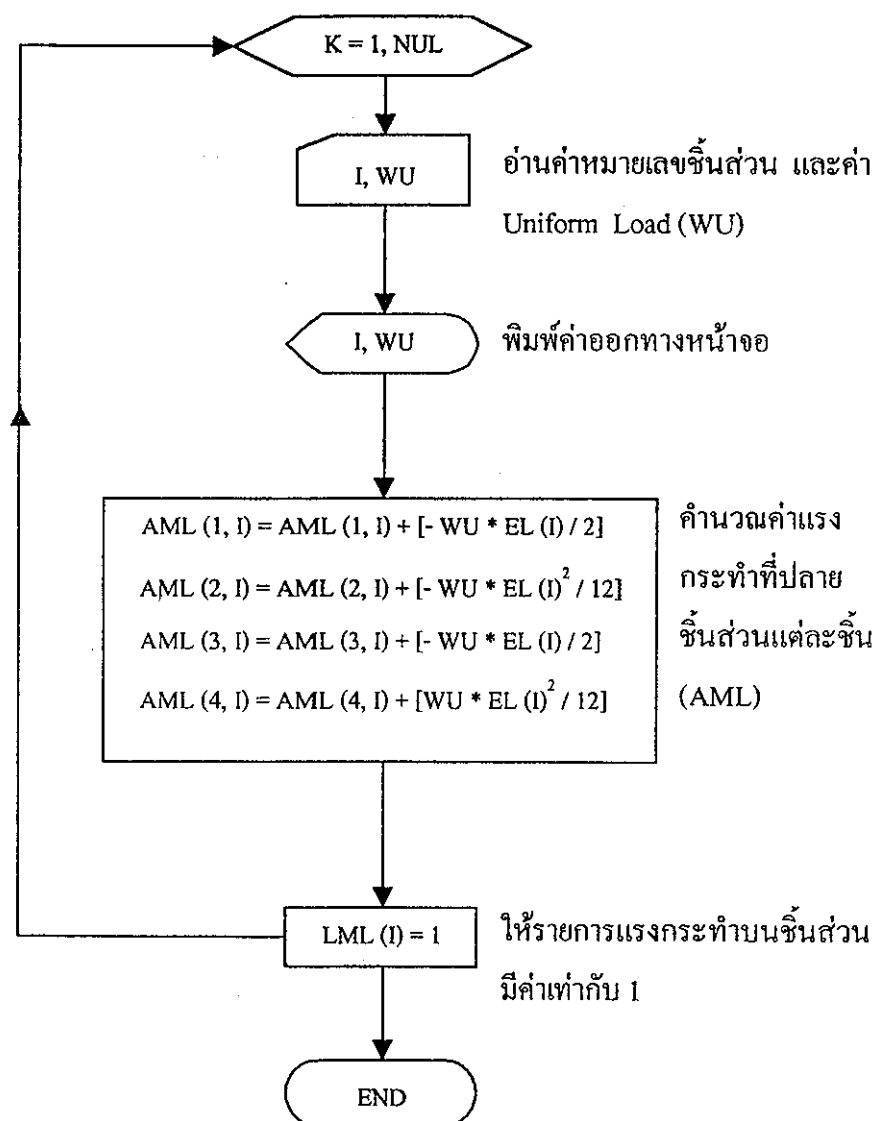 K = 1, NUL
I, WU
อ่านค่าหมายเลขชิ้นส่วน และค่า
Uniform Load (WU)
I, WU
พิมพ์ค่าออกทางหน้าจอ
AML (1, I) = AML (1, I) + [- WU * EL (I) / 2]
AML (2, I) = AML (2, I) + [- WU * EL (I)² / 12]
AML (3, I) = AML (3, I) + [- WU * EL (I) / 2]
AML (4, I) = AML (4, I) + [WU * EL (I)² / 12]
คำนวณค่าแรง
กระทำที่ปลาย
ชิ้นส่วนแต่ละชิ้น
(AML)
LML (I) = 1
ให้รายการแรงกระทำบนชิ้นส่วน
มีค่าเท่ากับ 1
END